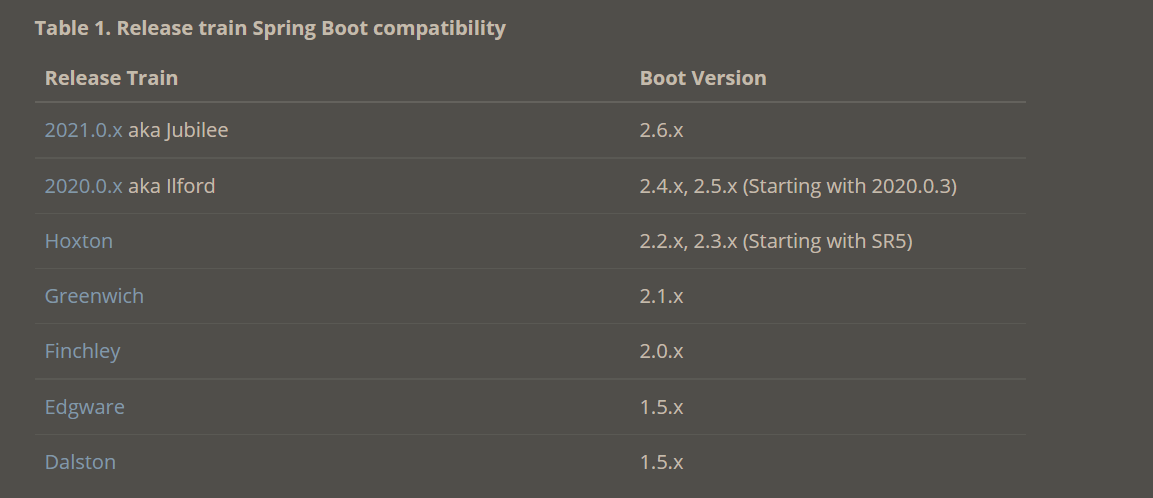 Table 1. Release train Spring Boot compatibility
Release Train Boot Version
2021.0.x aka Jubilee 2.6.x
2020.0.x aka Ilford 2.4.x, 2.5.x (Starting with 2020.0.3)
Hoxton 2.2.x, 2.3.x (Starting with SR5)
Greenwich 2.1.x
Finchley 2.0.x
Edgware 1.5.x
Dalston 1.5.x